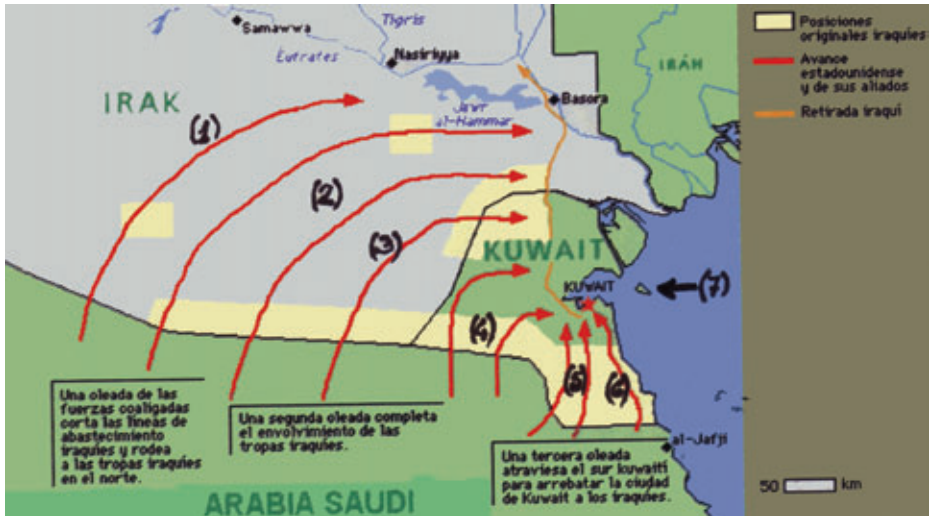 Samawwa
Tigris
Eufrates
Nasiriyya
IRAK
Jawr
al-Hammar
Basora
IRÁN
Posiciones
originales iraquíes
Avance
estadounidense
y de sus aliados
Retirada iraquí
(1)
(2)
(3)
KUWAIT
KUWAIT
(7)
(4)
(5)
(6)
Una oleada de las
fuerzas coaligadas
corta las líneas de
abastecimiento
iraquíes y rodea
a las tropas iraquíes
en el norte.
Una segunda oleada completa
el envolvimiento de las
tropas iraquíes.
Una tercera oleada
atraviesa el sur kuwaití
para arrebatar la ciudad
de Kuwait a los iraquíes.
al-Jafji
ARABIA SAUDI
50 km